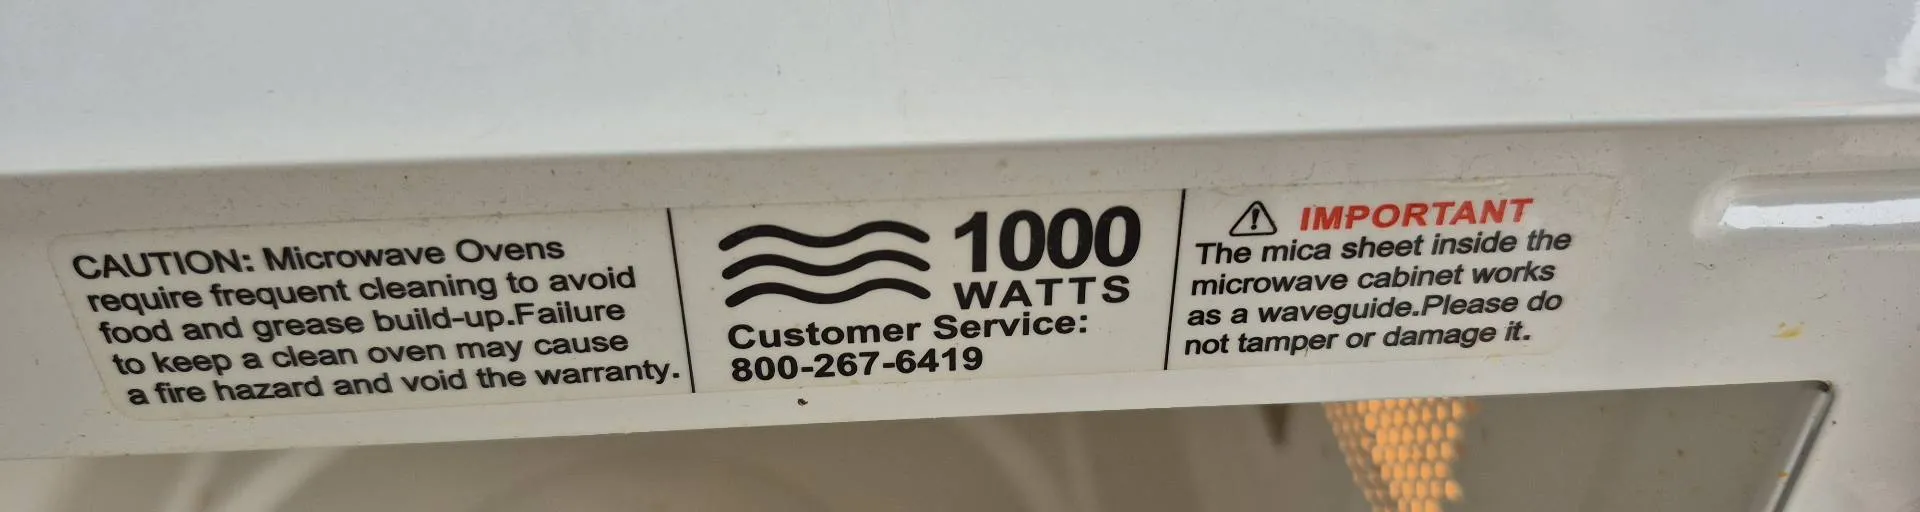 CAUTION: Microwave Ovens
require frequent cleaning to avoid
food and grease build-up.Failure
to keep a clean oven may cause
a fire hazard and void the warranty.
1000
WATTS
Customer Service:
800-267-6419
IMPORTANT
The mica sheet inside the
microwave cabinet works
as a waveguide.Please do
not tamper or damage it.